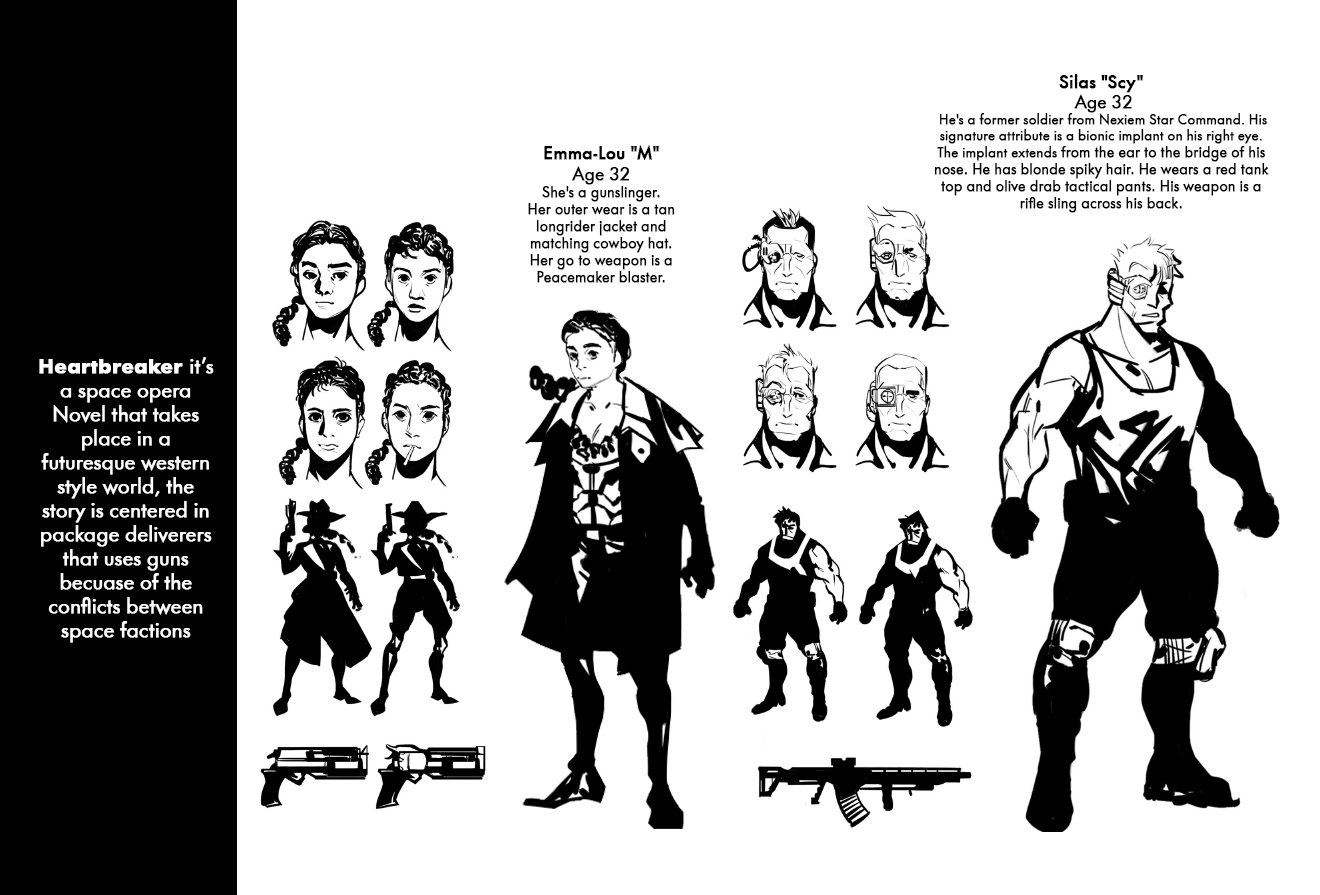 Heartbreaker it's
a space opera
Novel that takes
place in a
futuresque western
style world, the
story is centered in
package deliverers
that uses guns
becuase of the
conflicts between
space factions
Emma-Lou "M"
Age 32
She's a gunslinger.
Her outer wear is a tan
longrider jacket and
matching cowboy hat.
Her go to weapon is a
Peacemaker blaster.
Silas "Scy"
Age 32
He's a former soldier from Nexiem Star Command. His
signature attribute is a bionic implant on his right eye.
The implant extends from the ear to the bridge of his
nose. He has blonde spiky hair. He wears a red tank
top and olive drab tactical pants. His weapon is a
rifle sling across his back.